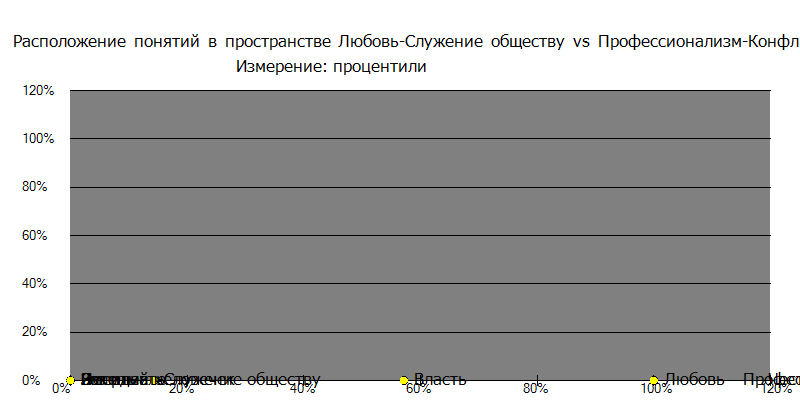 Расположение понятий в пространстве Любовь-Служение обществу vs Профессионализм-Конфл
Измерение: процентили
120%
100%
80%
60%
40%
20%
0%
Служение обществу Власть Любовь
0% 20% 40% 60% 80% 100% 120%